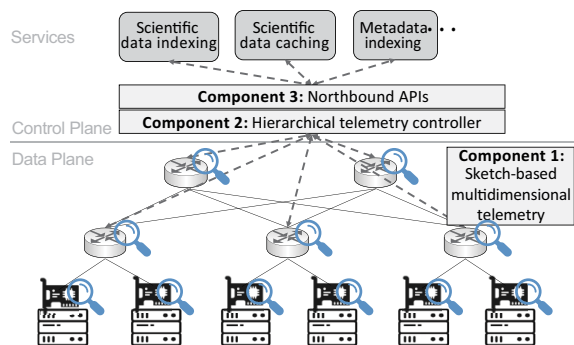 Services
Scientific
data indexing
Scientific
data caching
Metadata
indexing
. . .
Component 3: Northbound APIs
Component 2: Hierarchical telemetry controller
Control Plane
Data Plane
Component 1:
Sketch-based
multidimensional
telemetry